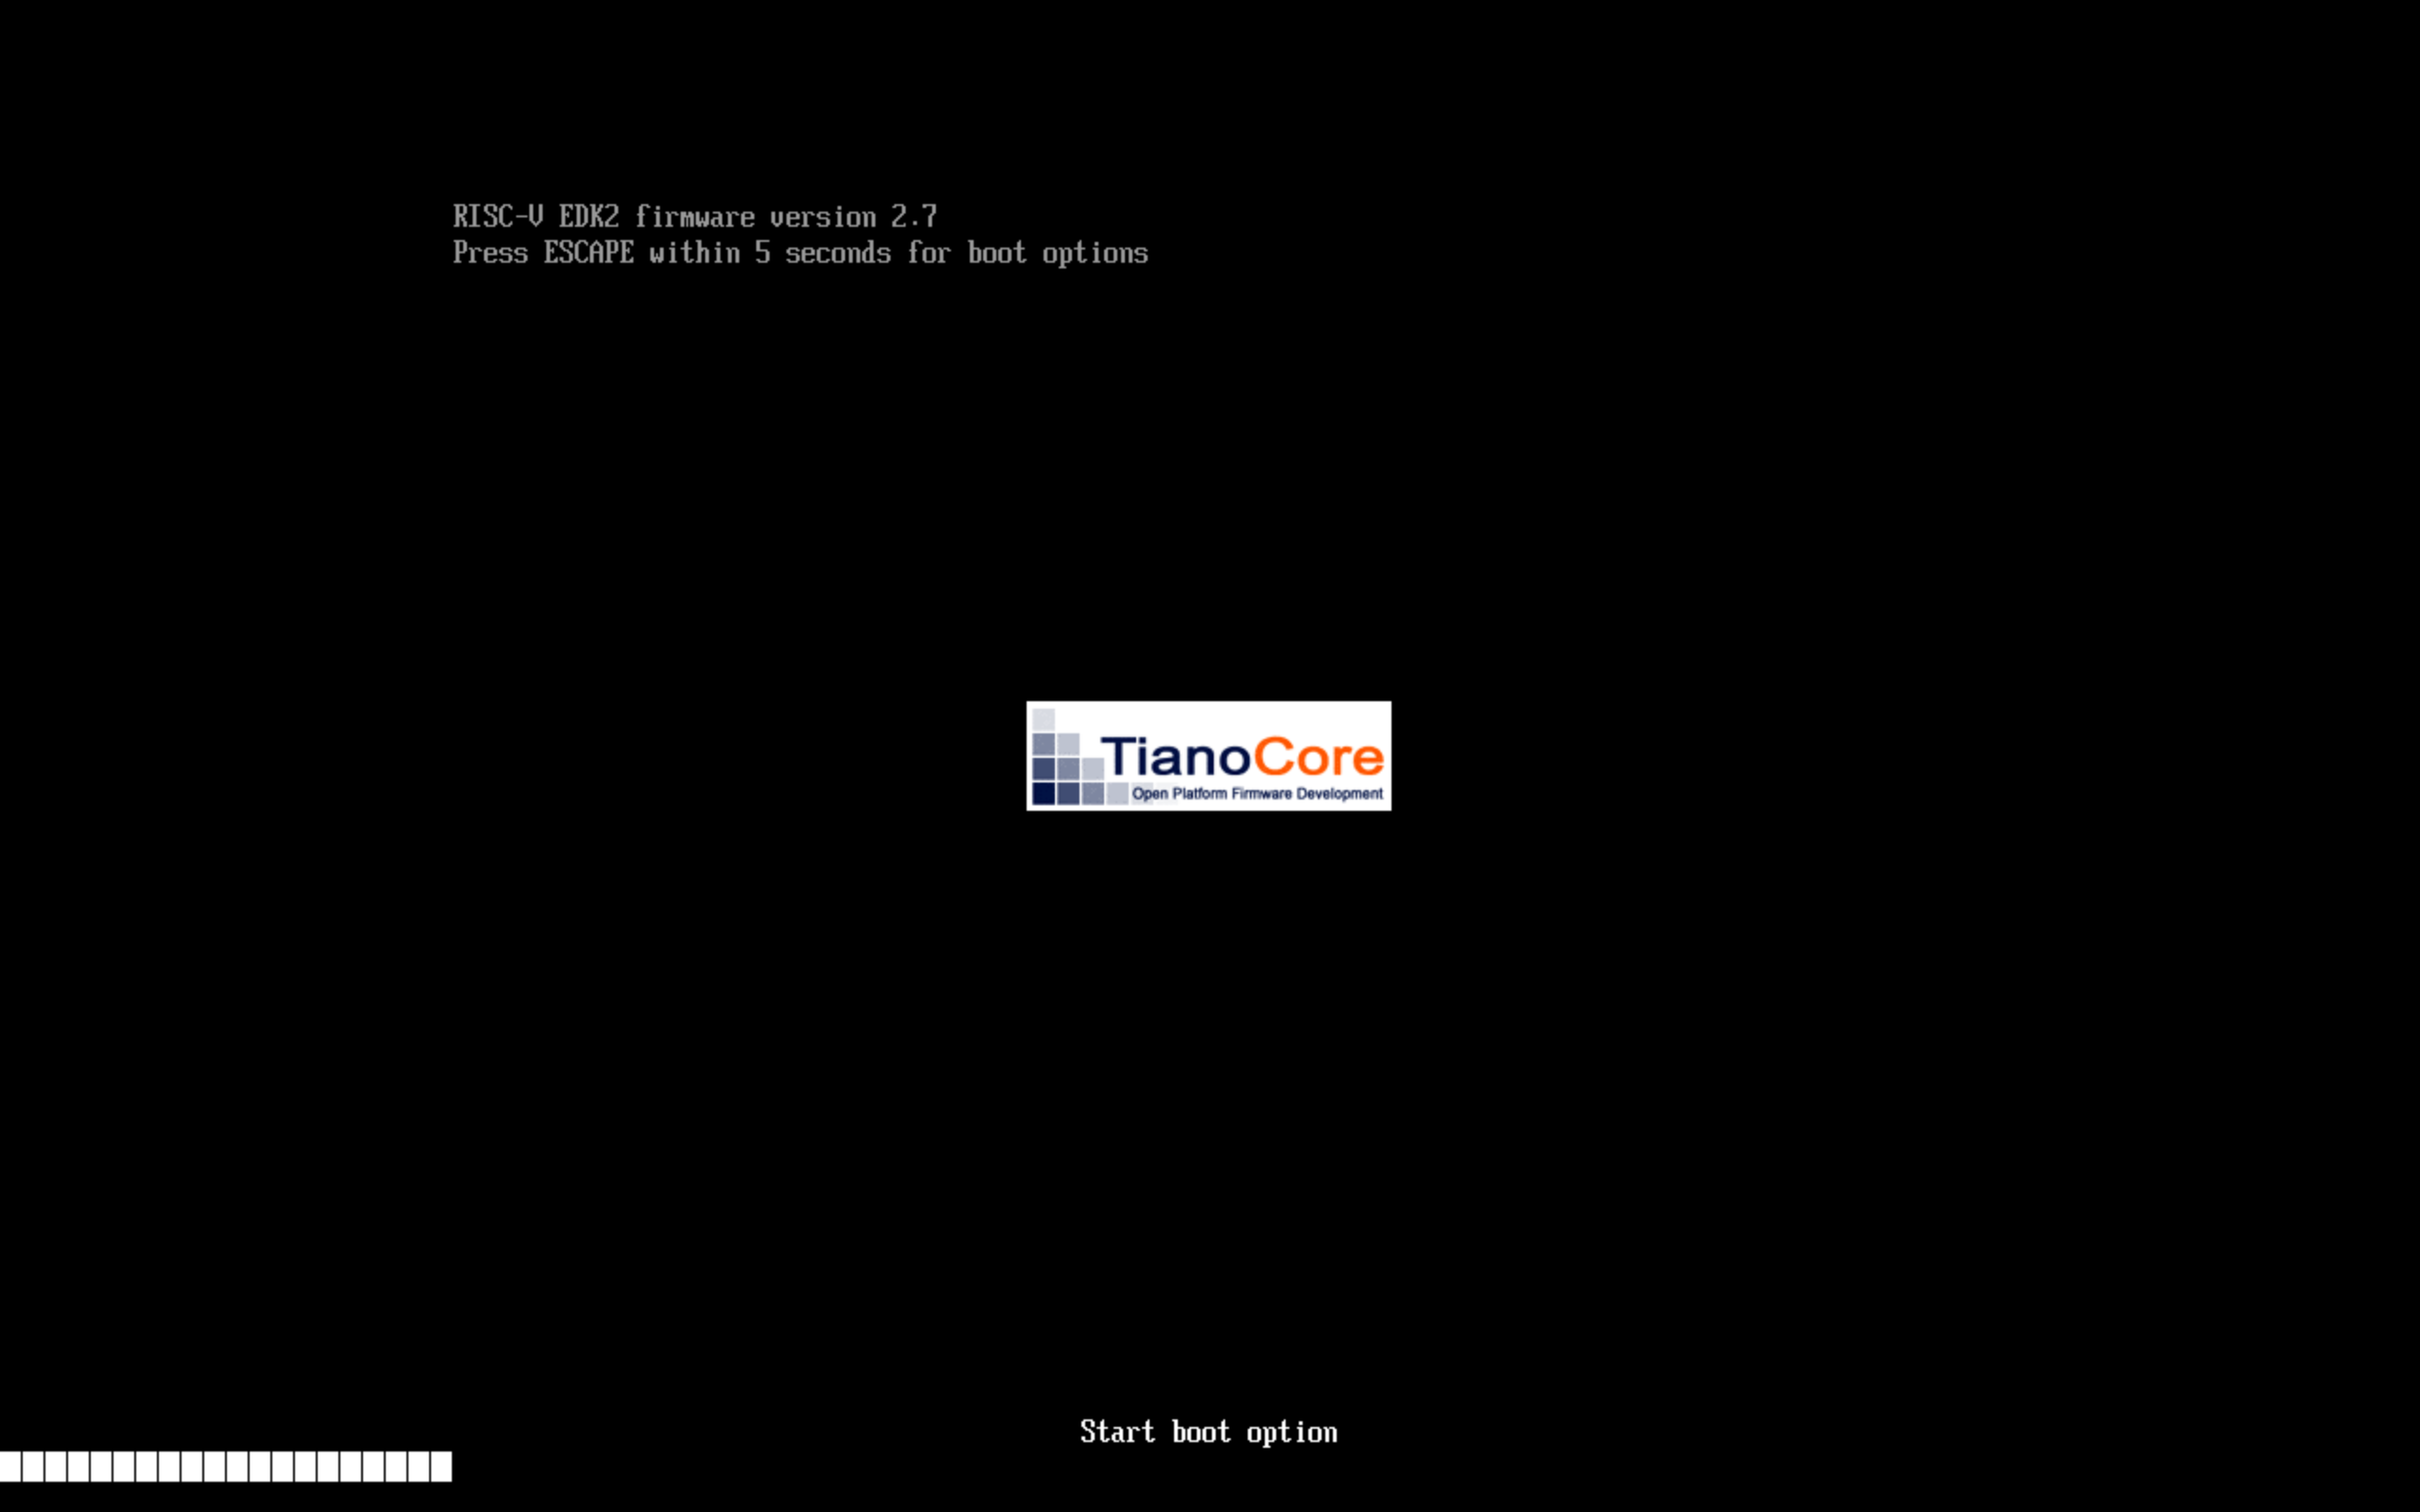 RISC-V EDK2 firmware version 2.7
Press ESCAPE within 5 seconds for boot options
TianoCore
Open Platform Firmware Development
Start boot option